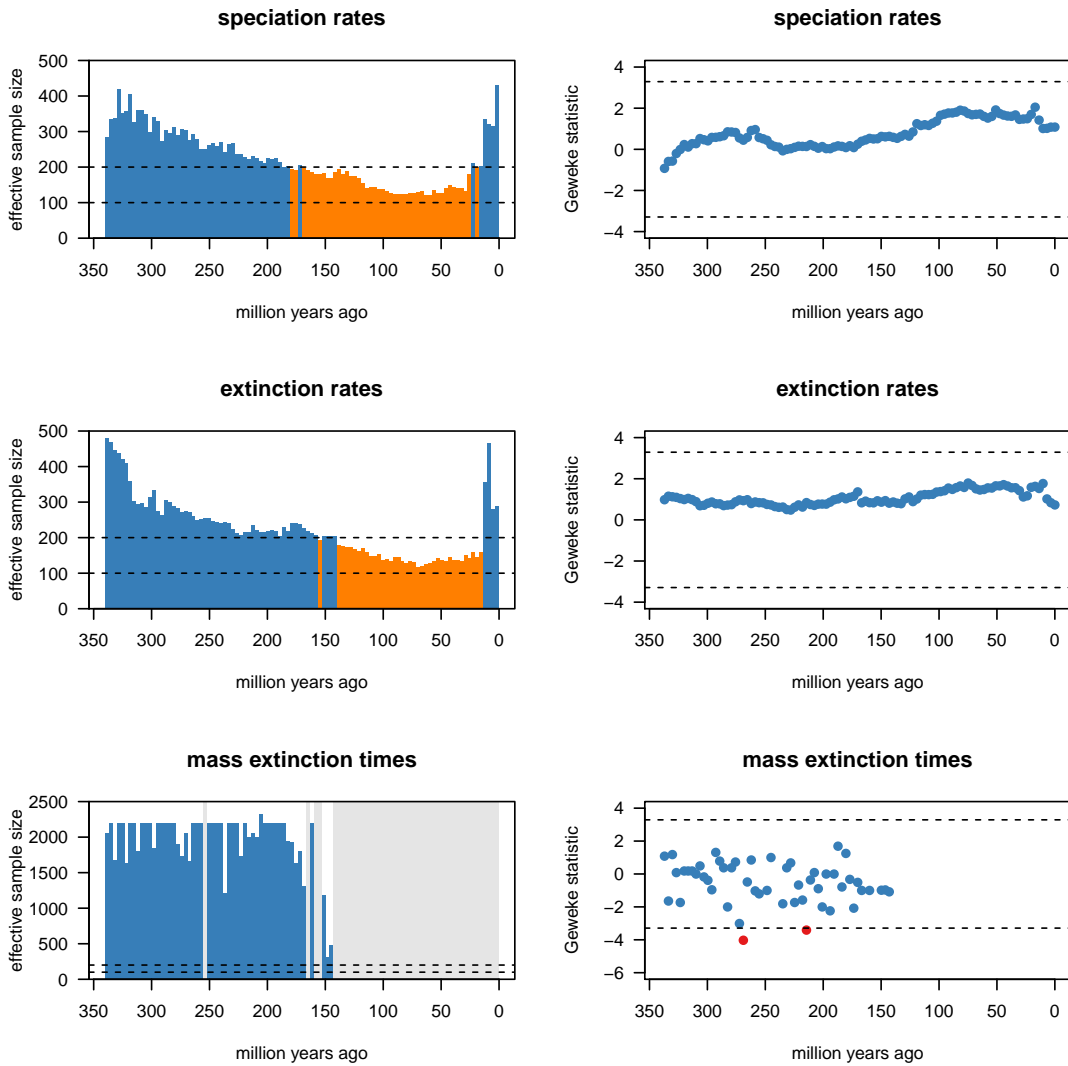 speciation rates
effective sample size
500
400
300
200
100
0
350 300 250 200 150 100 50 0
million years ago
speciation rates
Geweke statistic
4
2
0
−2
−4
350 300 250 200 150 100 50 0
million years ago
extinction rates
effective sample size
500
400
300
200
100
0
350 300 250 200 150 100 50 0
million years ago
extinction rates
Geweke statistic
4
2
0
−2
−4
350 300 250 200 150 100 50 0
million years ago
mass extinction times
effective sample size
2500
2000
1500
1000
500
0
350 300 250 200 150 100 50 0
million years ago
mass extinction times
Geweke statistic
4
2
0
−2
−4
−6
350 300 250 200 150 100 50 0
million years ago